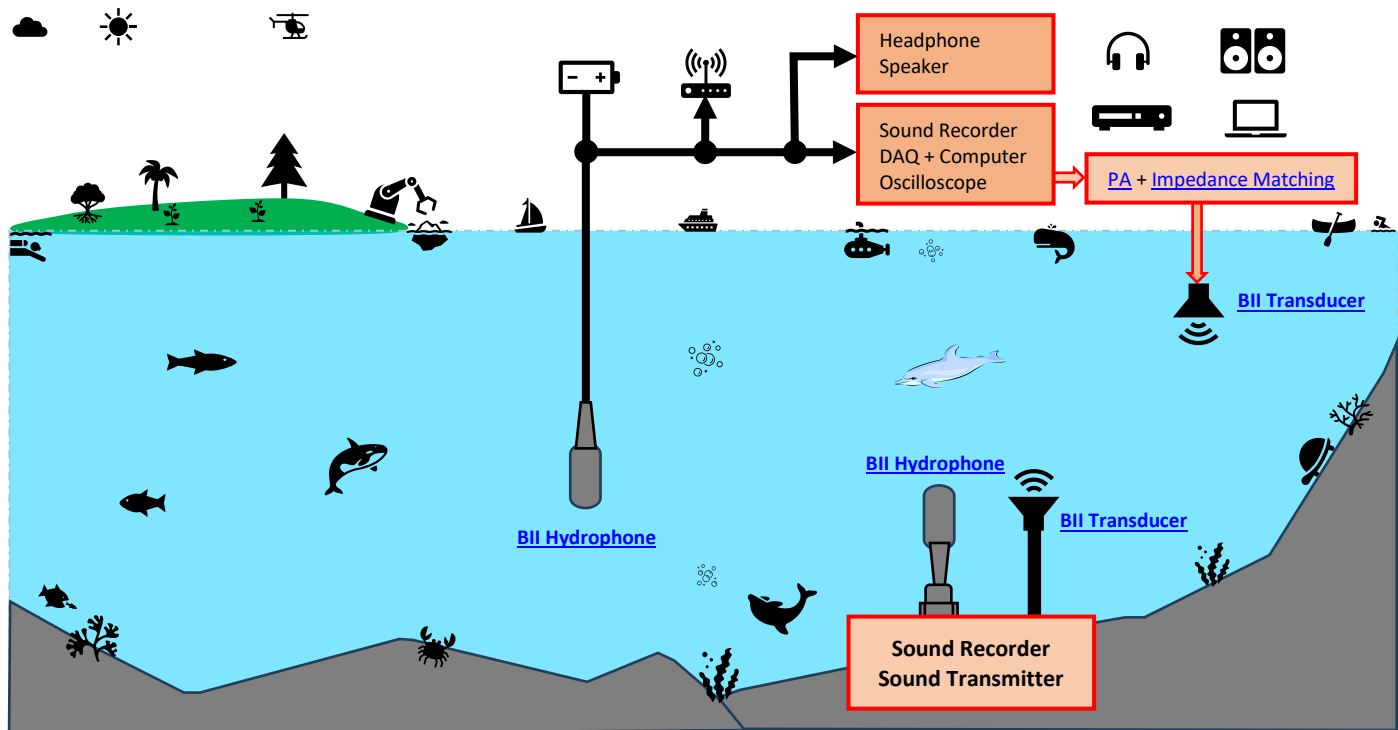 Headphone
Speaker
Sound Recorder
DAQ + Computer
Oscilloscope
PA + Impedance Matching
BII Transducer
BII Hydrophone
BII Transducer
BII Hydrophone
Sound Recorder
Sound Transmitter